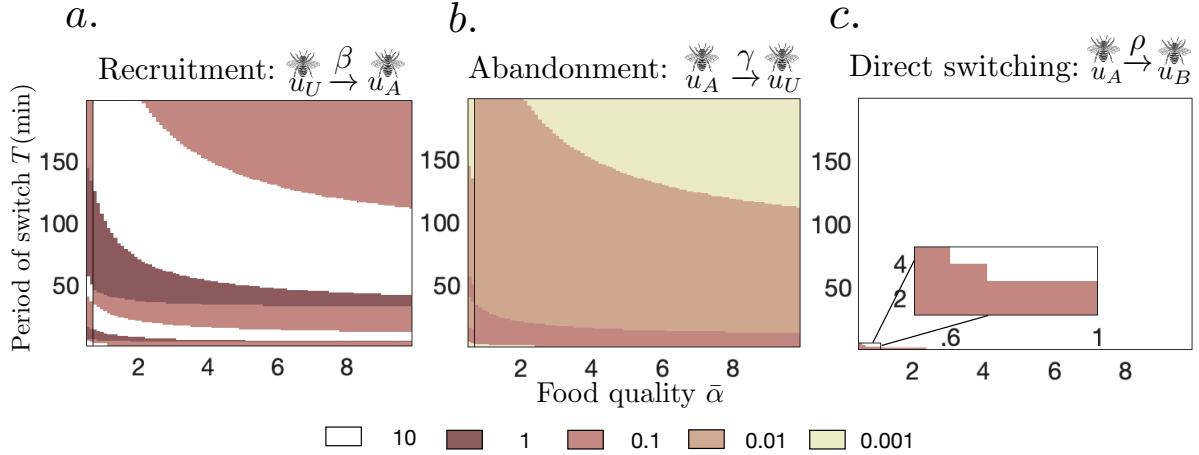 a.
Recruitment: u_U →^β u_A
b.
Abandonment: u_A →^γ u_U
c.
Direct switching: u_A →^ρ u_B
Period of switch T(min)
150
100
50
2 4 6 8
150
100
50
2 4 6 8
150
100
50
4
2
.6 1
2 4 6 8
Food quality ᾱ
10 1 0.1 0.01 0.001